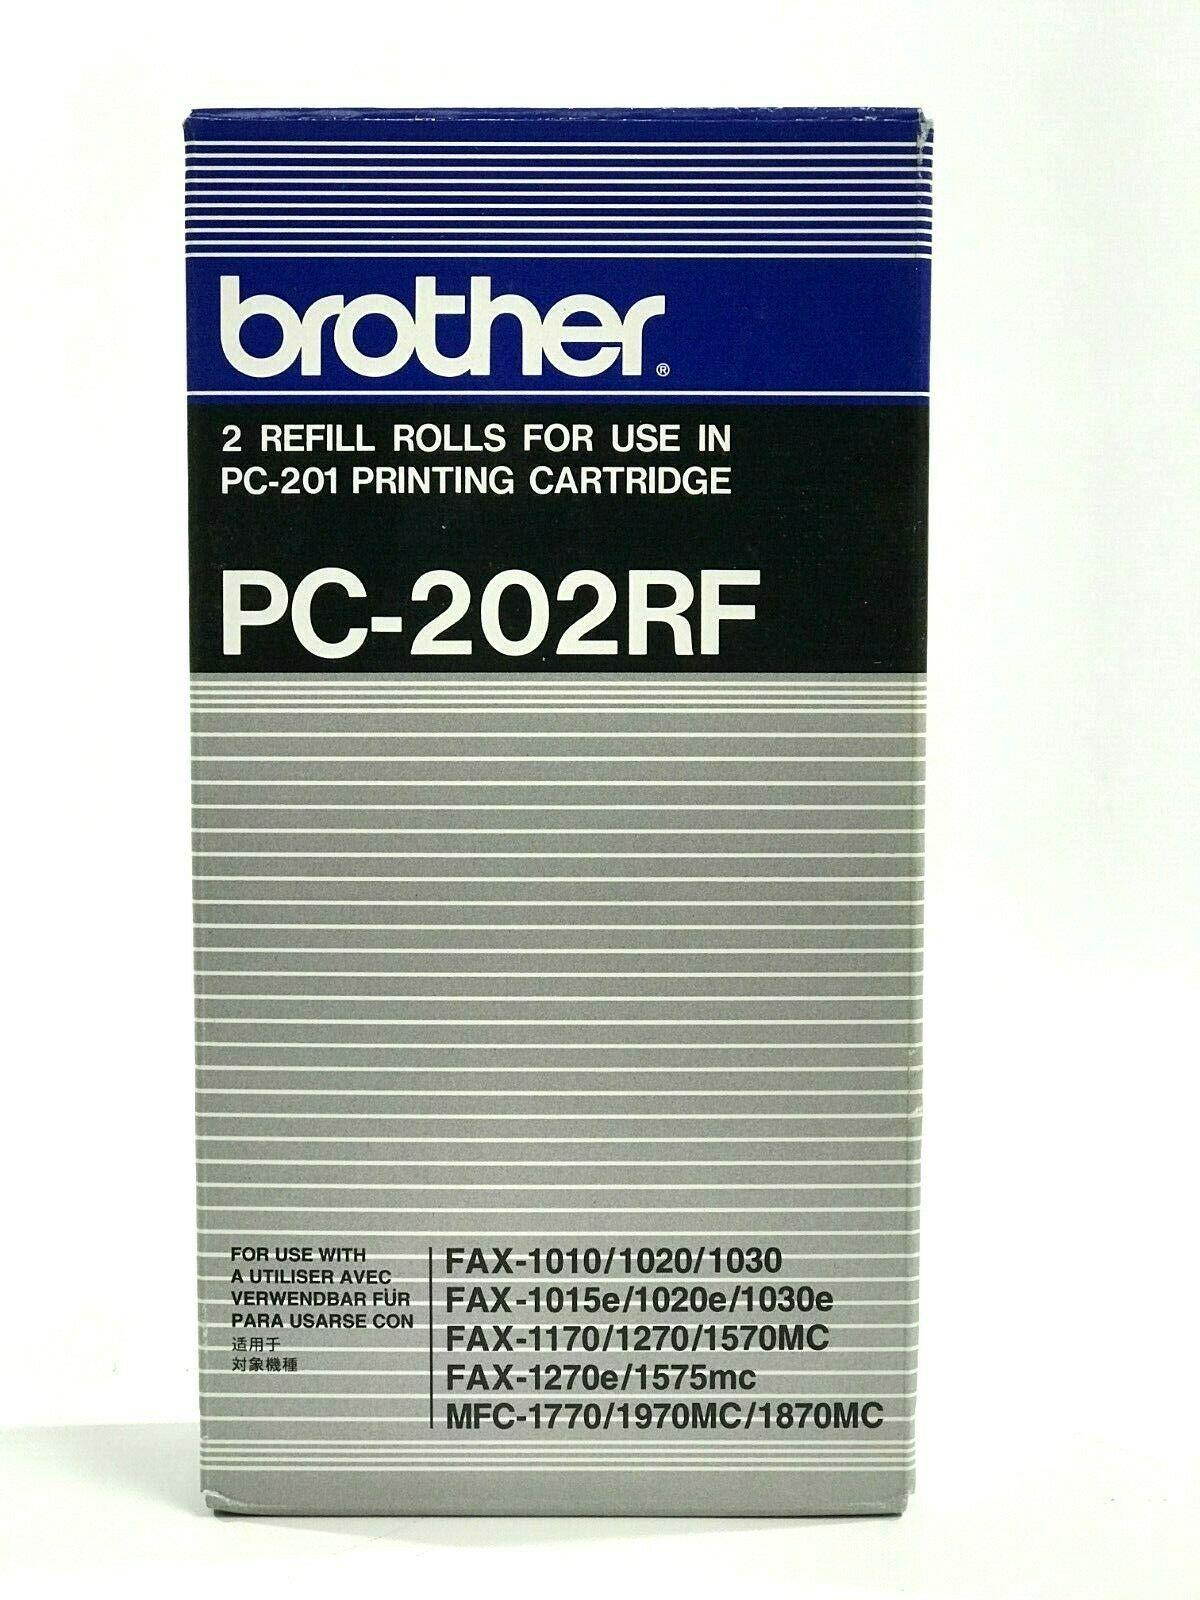 brother®
2 REFILL ROLLS FOR USE IN
PC-201 PRINTING CARTRIDGE
PC-202RF
FOR USE WITH
A UTILISER AVEC
VERWENDBAR FÜR
PARA USARSE CON
适用于
対象機種
FAX-1010/1020/1030
FAX-1015e/1020e/1030e
FAX-1170/1270/1570MC
FAX-1270e/1575mc
MFC-1770/1970MC/1870MC